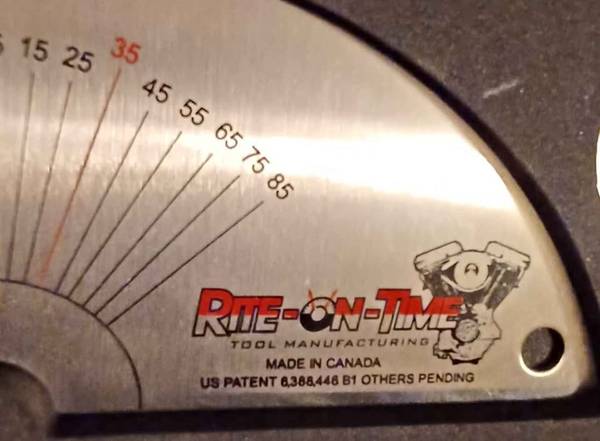 15 25 35 45 55 65 75 85
RITE-ON-TIME
TOOL MANUFACTURING
MADE IN CANADA
US PATENT 6,388,446 B1 OTHERS PENDING